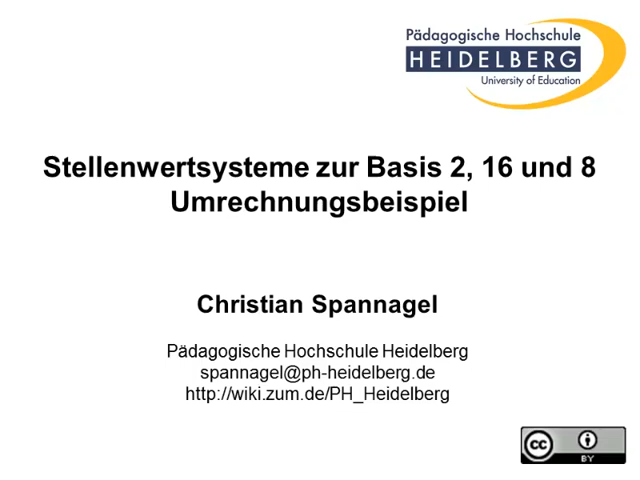 Pädagogische Hochschule
HEIDELBERG
University of Education
Stellenwertsysteme zur Basis 2, 16 und 8
Umrechnungsbeispiel
Christian Spannagel
Pädagogische Hochschule Heidelberg
spannagel@ph-heidelberg.de
http://wiki.zum.de/PH_Heidelberg
cc
BY